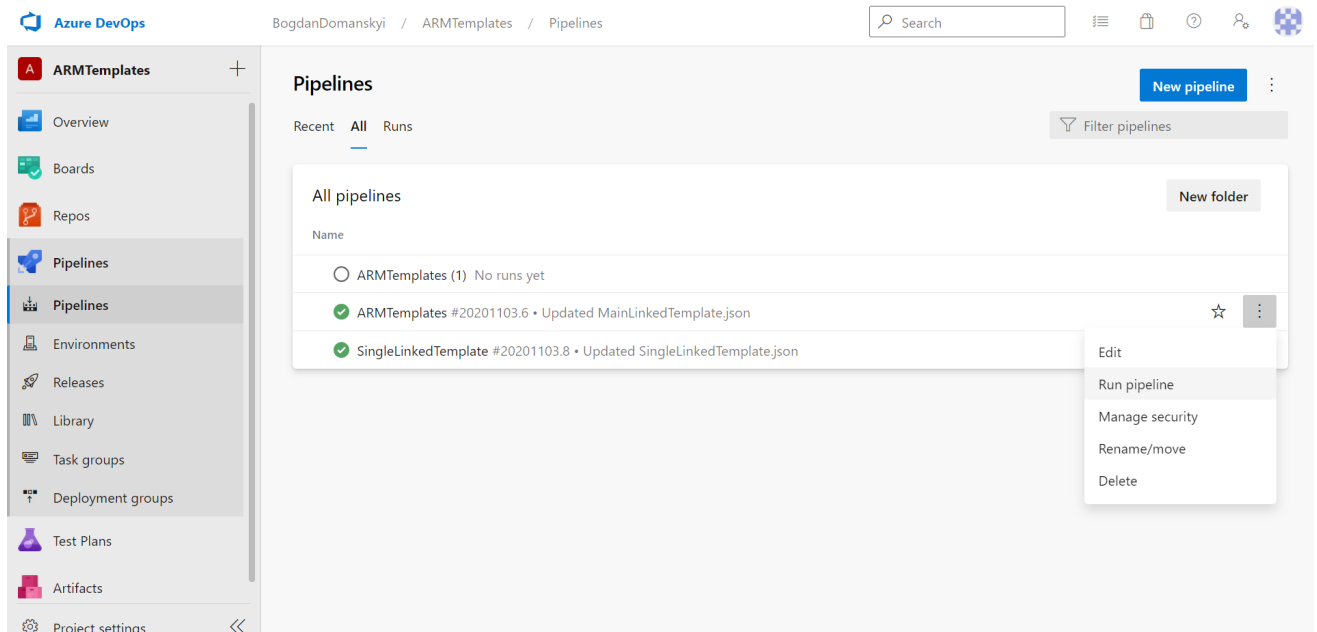 Azure DevOps
BogdanDomanskyi / ARMTemplates / Pipelines
Search
A ARMTemplates
Overview
Boards
Repos
Pipelines
Pipelines
Environments
Releases
Library
Task groups
Deployment groups
Test Plans
Artifacts
Project settings
Pipelines
New pipeline
Recent All Runs
Filter pipelines
All pipelines
New folder
Name
ARMTemplates (1) No runs yet
ARMTemplates #20201103.6 • Updated MainLinkedTemplate.json
SingleLinkedTemplate #20201103.8 • Updated SingleLinkedTemplate.json
Edit
Run pipeline
Manage security
Rename/move
Delete